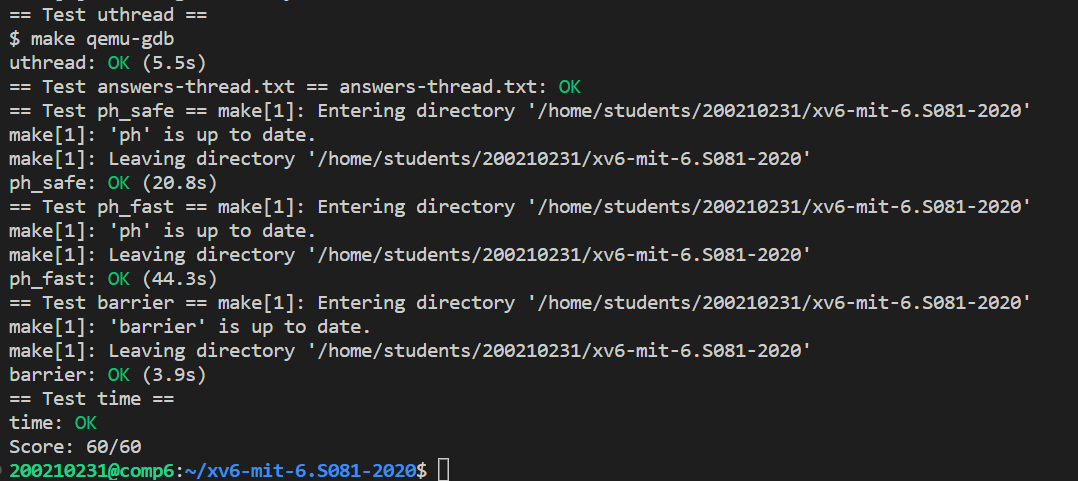 == Test uthread ==
$ make qemu-gdb
uthread: OK (5.5s)
== Test answers-thread.txt == answers-thread.txt: OK
== Test ph_safe == make[1]: Entering directory '/home/students/200210231/xv6-mit-6.S081-2020'
make[1]: 'ph' is up to date.
make[1]: Leaving directory '/home/students/200210231/xv6-mit-6.S081-2020'
ph_safe: OK (20.8s)
== Test ph_fast == make[1]: Entering directory '/home/students/200210231/xv6-mit-6.S081-2020'
make[1]: 'ph' is up to date.
make[1]: Leaving directory '/home/students/200210231/xv6-mit-6.S081-2020'
ph_fast: OK (44.3s)
== Test barrier == make[1]: Entering directory '/home/students/200210231/xv6-mit-6.S081-2020'
make[1]: 'barrier' is up to date.
make[1]: Leaving directory '/home/students/200210231/xv6-mit-6.S081-2020'
barrier: OK (3.9s)
== Test time ==
time: OK
Score: 60/60
200210231@comp6:~/xv6-mit-6.S081-2020$